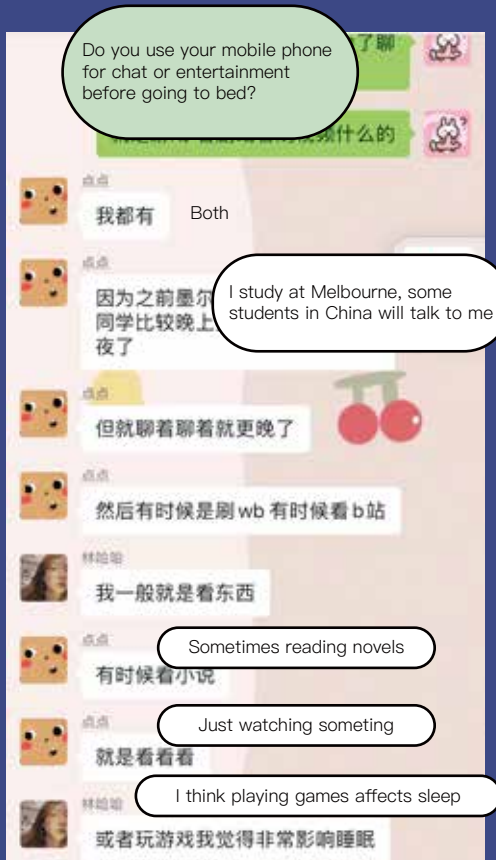 Do you use your mobile phone
for chat or entertainment
before going to bed?
了聊
什么的
点点
我都有
Both
点点
因为之前墨尔
同学比较晚上
夜了
I study at Melbourne, some
students in China will talk to me
点点
但就聊着聊着就更晚了
点点
然后有时候是刷wb 有时候看b站
林哈哈
我一般就是看东西
点点
Sometimes reading novels
有时候看小说
点点
Just watching someting
就是看看看
林哈哈
I think playing games affects sleep
或者玩游戏我觉得非常影响睡眠